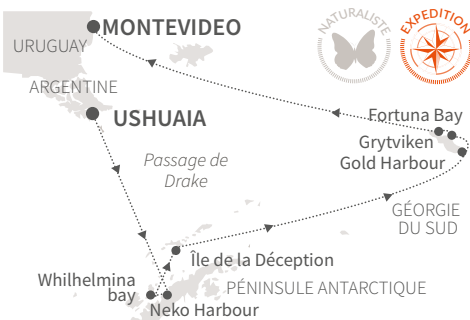 NATURALISTE
EXPEDITION
MONTEVIDEO
URUGUAY
ARGENTINE
USHUAIA
Passage de
Drake
Fortuna Bay
Grytviken
Gold Harbour
GÉORGIE
DU SUD
Île de la Déception
Whilhelmina
bay
PÉNINSULE ANTARCTIQUE
Neko Harbour